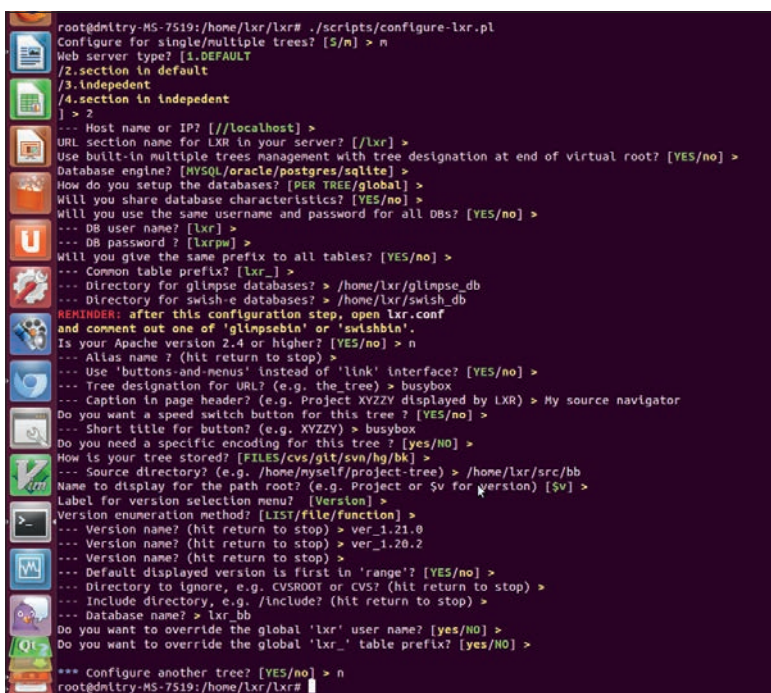 root@dmitry-MS-7519:/home/lxr/lxr# ./scripts/configure-lxr.pl
Configure for single/multiple trees? [S/m] > m
Web server type? [1.DEFAULT
/2.section in default
/3.indepedent
/4.section in indepedent
] > 2
--- Host name or IP? [//localhost] >
URL section name for LXR in your server? [/lxr] >
Use built-in multiple trees management with tree designation at end of virtual root? [YES/no] >
Database engine? [MYSQL/oracle/postgres/sqlite] >
How do you setup the databases? [PER TREE/global] >
Will you share database characteristics? [YES/no] >
Will you use the same username and password for all DBs? [YES/no] >
--- DB user name? [lxr] >
--- DB password ? [lxrpw] >
Will you give the same prefix to all tables? [YES/no] >
--- Common table prefix? [lxr_] >
--- Directory for glimpse databases? > /home/lxr/glimpse_db
--- Directory for swish-e databases? > /home/lxr/swish_db
REMINDER: after this configuration step, open lxr.conf
and comment out one of 'glimpsebin' or 'swishbin'.
Is your Apache version 2.4 or higher? [YES/no] > n
--- Alias name ? (hit return to stop) >
--- Use 'buttons-and-menus' instead of 'link' interface? [YES/no] >
--- Tree designation for URL? (e.g. the_tree) > busybox
--- Caption in page header? (e.g. Project XYZZY displayed by LXR) > My source navigator
Do you want a speed switch button for this tree ? [YES/no] >
--- Short title for button? (e.g. XYZZY) > busybox
Do you need a specific encoding for this tree ? [yes/NO] >
How is your tree stored? [FILES/cvs/git/svn/hg/bk] >
--- Source directory? (e.g. /home/myself/project-tree) > /home/lxr/src/bb
Name to display for the path root? (e.g. Project or $v for version) [$v] >
Label for version selection menu?  [Version] >
Version enumeration method? [LIST/file/function] >
--- Version name? (hit return to stop) > ver_1.21.0
--- Version name? (hit return to stop) > ver_1.20.2
--- Version name? (hit return to stop) >
--- Default displayed version is first in 'range'? [YES/no] >
--- Directory to ignore, e.g. CVSROOT or CVS? (hit return to stop) >
--- Include directory, e.g. /include? (hit return to stop) >
--- Database name? > lxr_bb
Do you want to override the global 'lxr' user name? [yes/NO] >
Do you want to override the global 'lxr_' table prefix? [yes/NO] >
*** Configure another tree? [YES/no] > n
root@dmitry-MS-7519:/home/lxr/lxr#